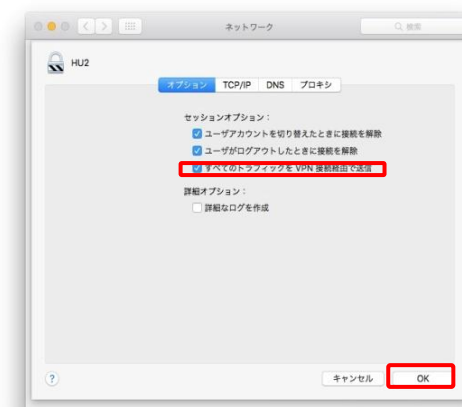 ネットワーク
検索
HU2
オプション TCP/IP DNS プロキシ
セッションオプション：
ユーザアカウントを切り替えたときに接続を解除
ユーザがログアウトしたときに接続を解除
すべてのトラフィックを VPN 接続経由で送信
詳細オプション：
詳細なログを作成
? キャンセル OK